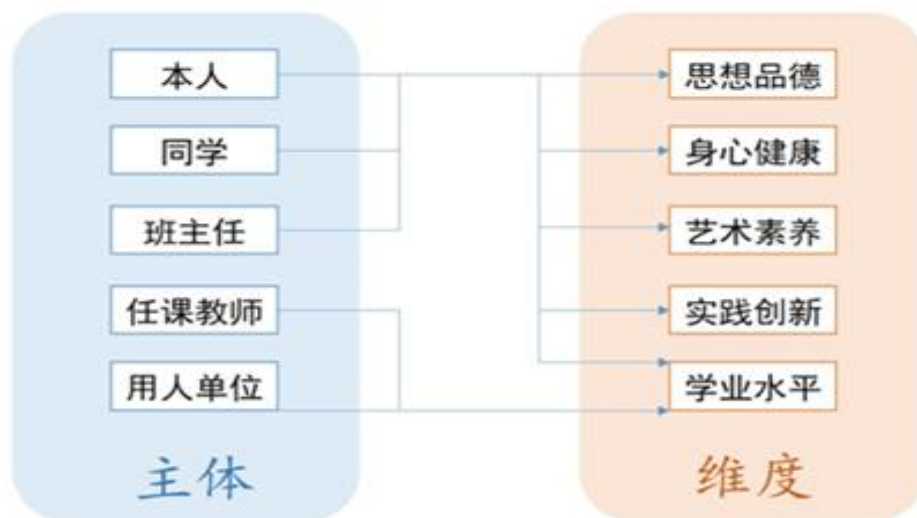 本人
同学
班主任
任课教师
用人单位
主体
思想品德
身心健康
艺术素养
实践创新
学业水平
维度